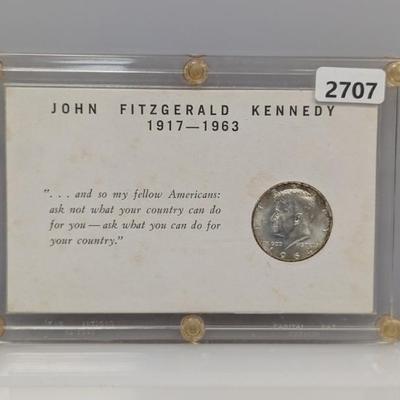 2707
JOHN FITZGERALD KENNEDY
1917—1963
". . . and so my fellow Americans:
ask not what your country can do
for you — ask what you can do for
your country."